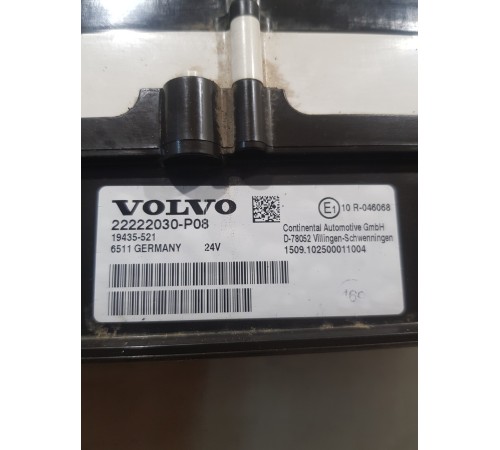 VOLVO
22222030-P08
19435-521
6511 GERMANY 24V
E1 10 R-046068
Continental Automotive GmbH
D-78052 Villingen-Schwenningen
1509.102500011004